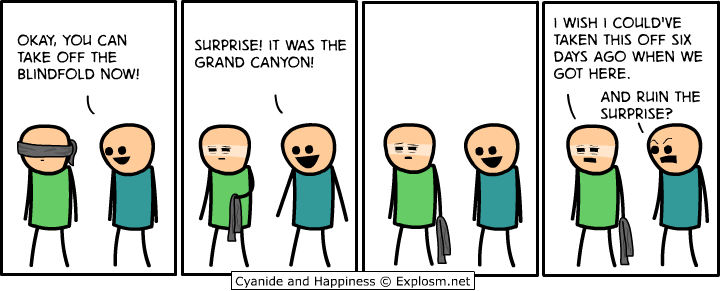 OKAY, YOU CAN
TAKE OFF THE
BLINDFOLD NOW!
SURPRISE! IT WAS THE
GRAND CANYON!
I WISH I COULD'VE
TAKEN THIS OFF SIX
DAYS AGO WHEN WE
GOT HERE.
AND RUIN THE
SURPRISE?
Cyanide and Happiness © Explosm.net